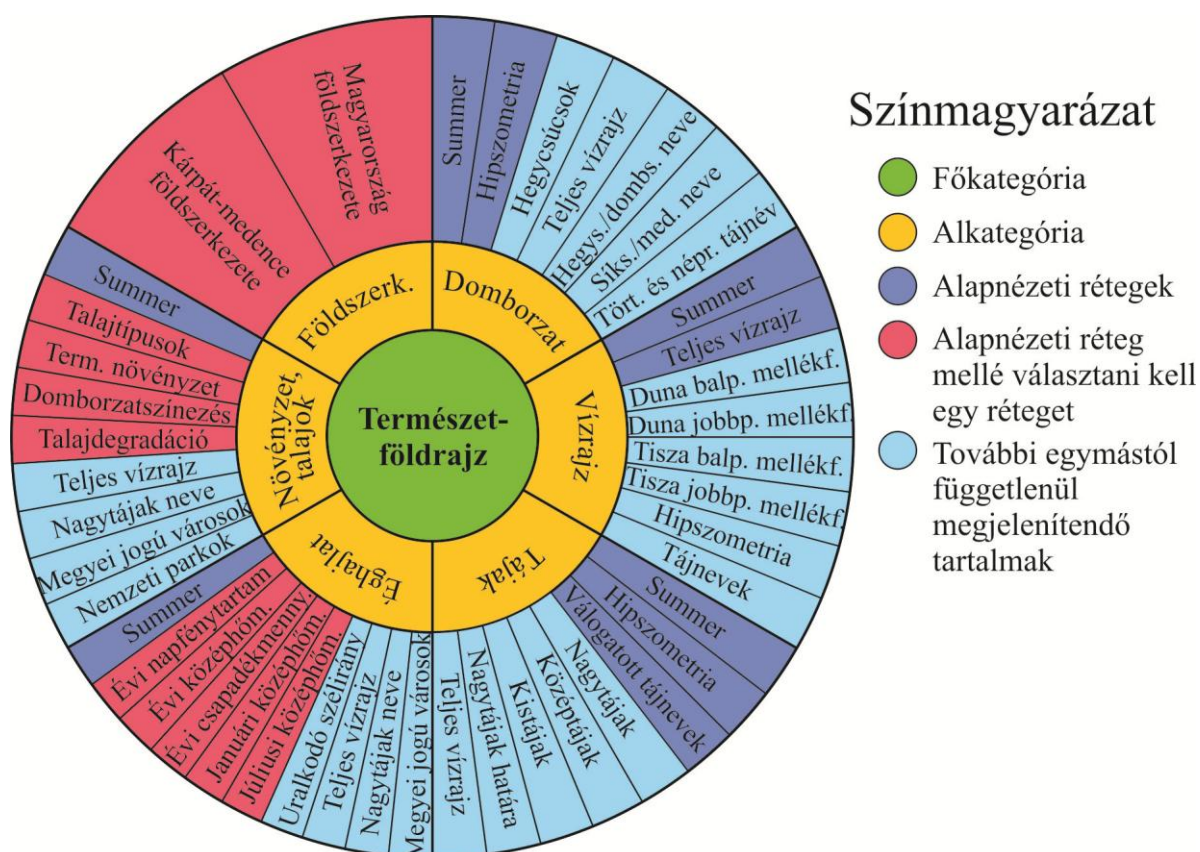 Természet-
földrajz
Földszerk.
Domborzat
Vízrajz
Tájak
Éghajlat
Növényzet,
talajok
Kárpát-medence
földszerkezete
Magyarország
földszerkezete
Summer
Hipszometria
Hegycsúcsok
Teljes vízrajz
Hegys./dombs. neve
Síks./med. neve
Tört. és népr. tájnév
Summer
Teljes vízrajz
Duna balp. mellékf.
Duna jobbp. mellékf.
Tisza balp. mellékf.
Tisza jobbp. mellékf.
Hipszometria
Tájnevek
Summer
Hipszometria
Válogatott tájnevek
Nagytájak
Középtájak
Kistájak
Nagytájak határa
Teljes vízrajz
Megyei jogú városok
Nagytájak neve
Teljes vízrajz
Uralkodó szélirány
Júliusi középhőm.
Januári középhőm.
Évi csapadékmenny.
Évi középhőm.
Évi napfénytartam
Summer
Nemzeti parkok
Megyei jogú városok
Nagytájak neve
Teljes vízrajz
Talajdegradáció
Domborzatszínezés
Term. növényzet
Talajtípusok
Summer
Színmagyarázat
Főkategória
Alkategória
Alapnézeti rétegek
Alapnézeti réteg
mellé választani kell
egy réteget
További egymástól
függetlenül
megjelenítendő
tartalmak